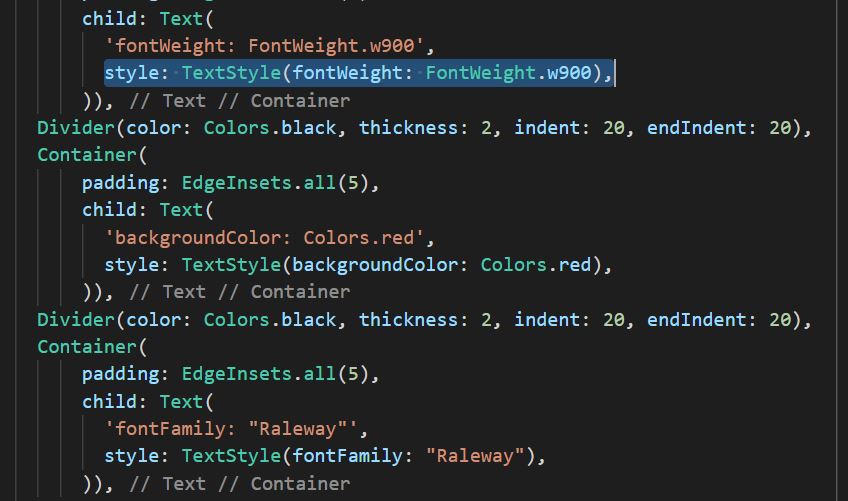 child: Text(
'fontWeight: FontWeight.w900',
style: TextStyle(fontWeight: FontWeight.w900),
)), // Text // Container
Divider(color: Colors.black, thickness: 2, indent: 20, endIndent: 20),
Container(
padding: EdgeInsets.all(5),
child: Text(
'backgroundColor: Colors.red',
style: TextStyle(backgroundColor: Colors.red),
)), // Text // Container
Divider(color: Colors.black, thickness: 2, indent: 20, endIndent: 20),
Container(
padding: EdgeInsets.all(5),
child: Text(
'fontFamily: "Raleway"',
style: TextStyle(fontFamily: "Raleway"),
)), // Text // Container